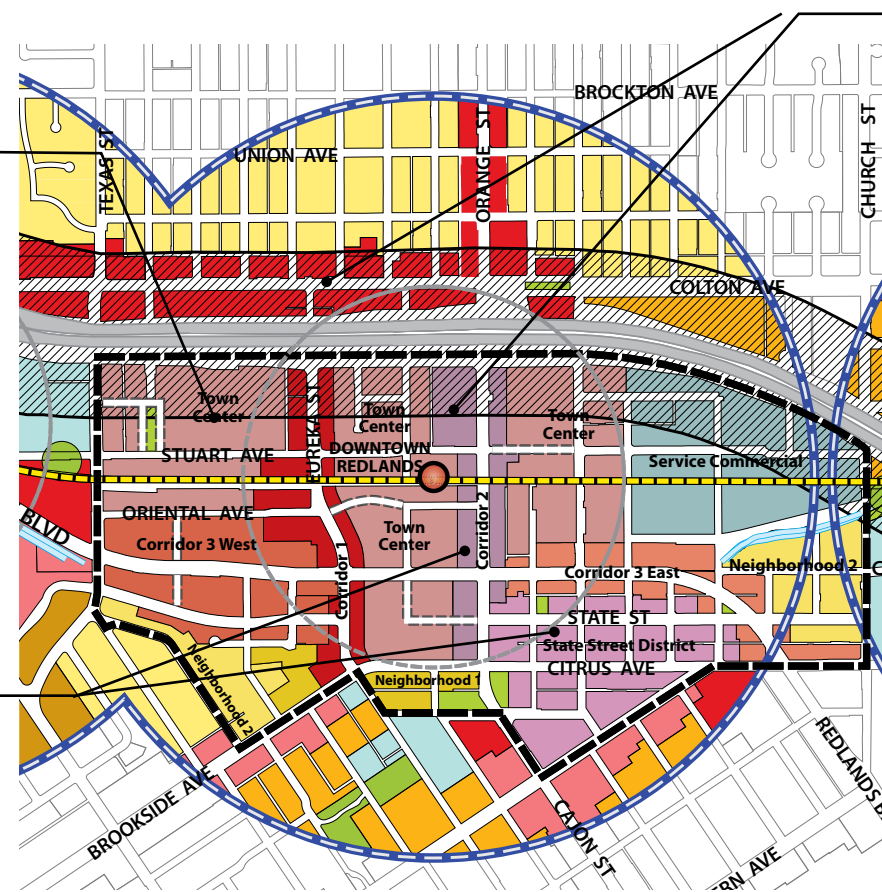 BROCKTON AVE
UNION AVE
TEXAS ST
ORANGE ST
CHURCH ST
COLTON AVE
Town
Center
Town
Center
Town
Center
EUREKA ST
STUART AVE
DOWNTOWN
REDLANDS
Service Commercial
ORIENTAL AVE
BLVD
Corridor 3 West
Town
Center
Corridor 2
Corridor 1
Corridor 3 East
Neighborhood 2
C
STATE ST
State Street District
CITRUS AVE
Neighborhood 1
Neighborhood 2
BROOKSIDE AVE
CAJON ST
REDLANDS B
ERN AVE